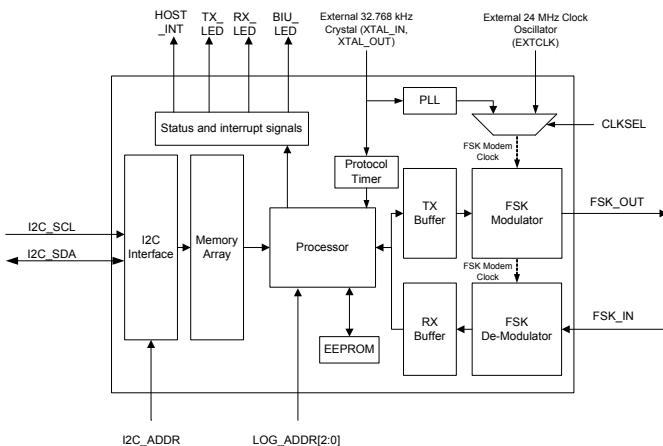 HOST
_INT
TX_
LED
RX_
LED
BIU_
LED
External 32.768 kHz
Crystal (XTAL_IN,
XTAL_OUT)
External 24 MHz Clock
Oscillator
(EXTCLK)
PLL
CLKSEL
Status and interrupt signals
FSK Modem
Clock
Protocol
Timer
I2C_SCL
I2C_SDA
I2C
Interface
Memory
Array
Processor
TX
Buffer
FSK
Modulator
FSK_OUT
FSK Modem
Clock
RX
Buffer
FSK
De-Modulator
FSK_IN
EEPROM
I2C_ADDR
LOG_ADDR[2:0]